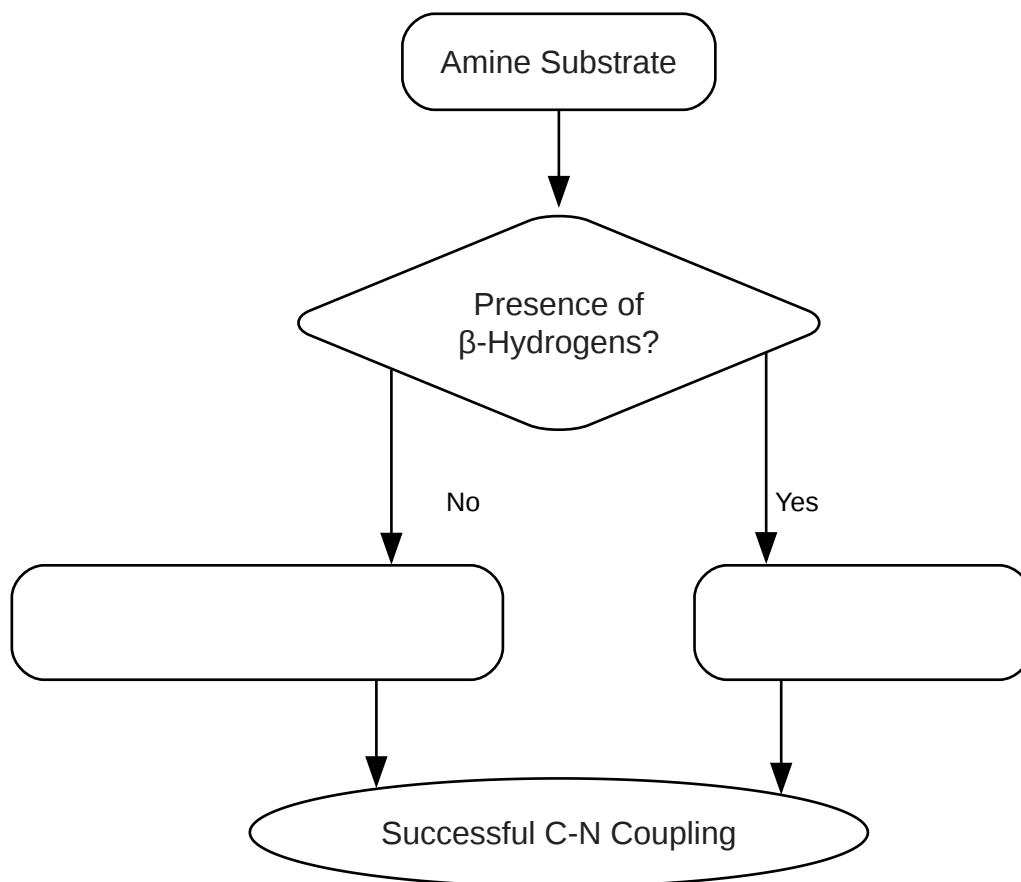 Amine Substrate
Presence of
β-Hydrogens?
No
Yes
Successful C-N Coupling